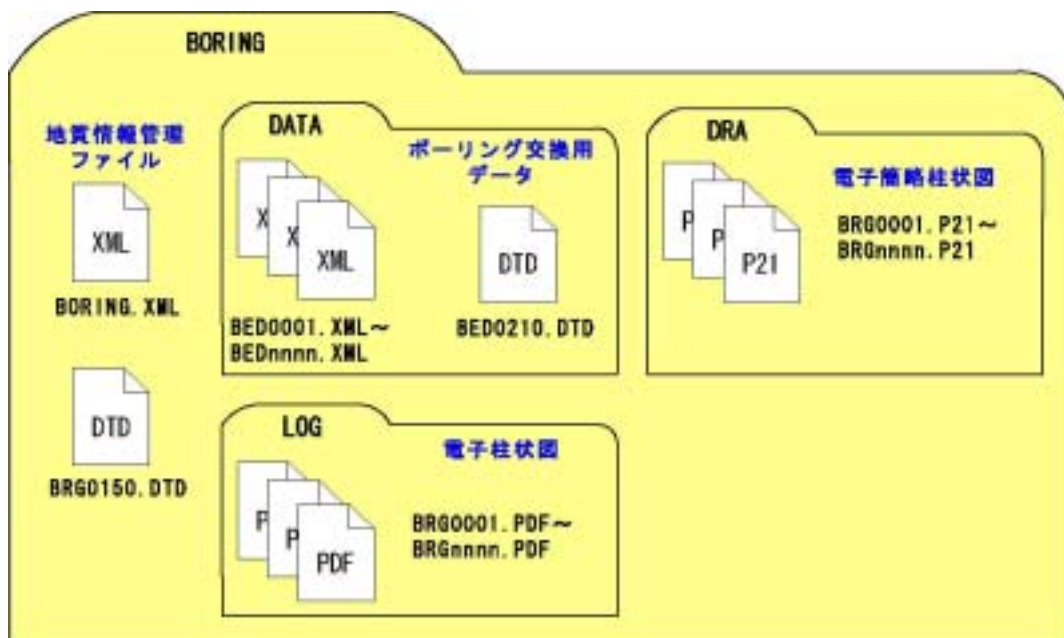 BORING
地質情報管理
ファイル
XML
BORING.XML
DTD
BRG0150.DTD
DATA
ボーリング交換用
データ
X
X
XML
BED0001.XML～
BEDnnnn.XML
DTD
BED0210.DTD
DRA
電子簡略柱状図
P
P
P21
BRG0001.P21～
BRGnnnn.P21
LOG
電子柱状図
P
P
PDF
BRG0001.PDF～
BRGnnnn.PDF